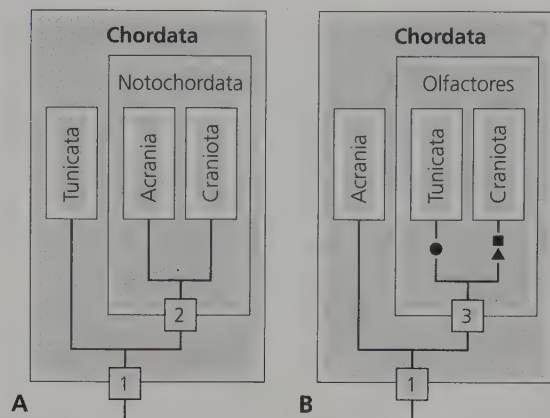 Chordata
Notochordata
Tunicata
Acrania
Craniota
2
1
A
Chordata
Olfactores
Acrania
Tunicata
Craniota
3
1
B